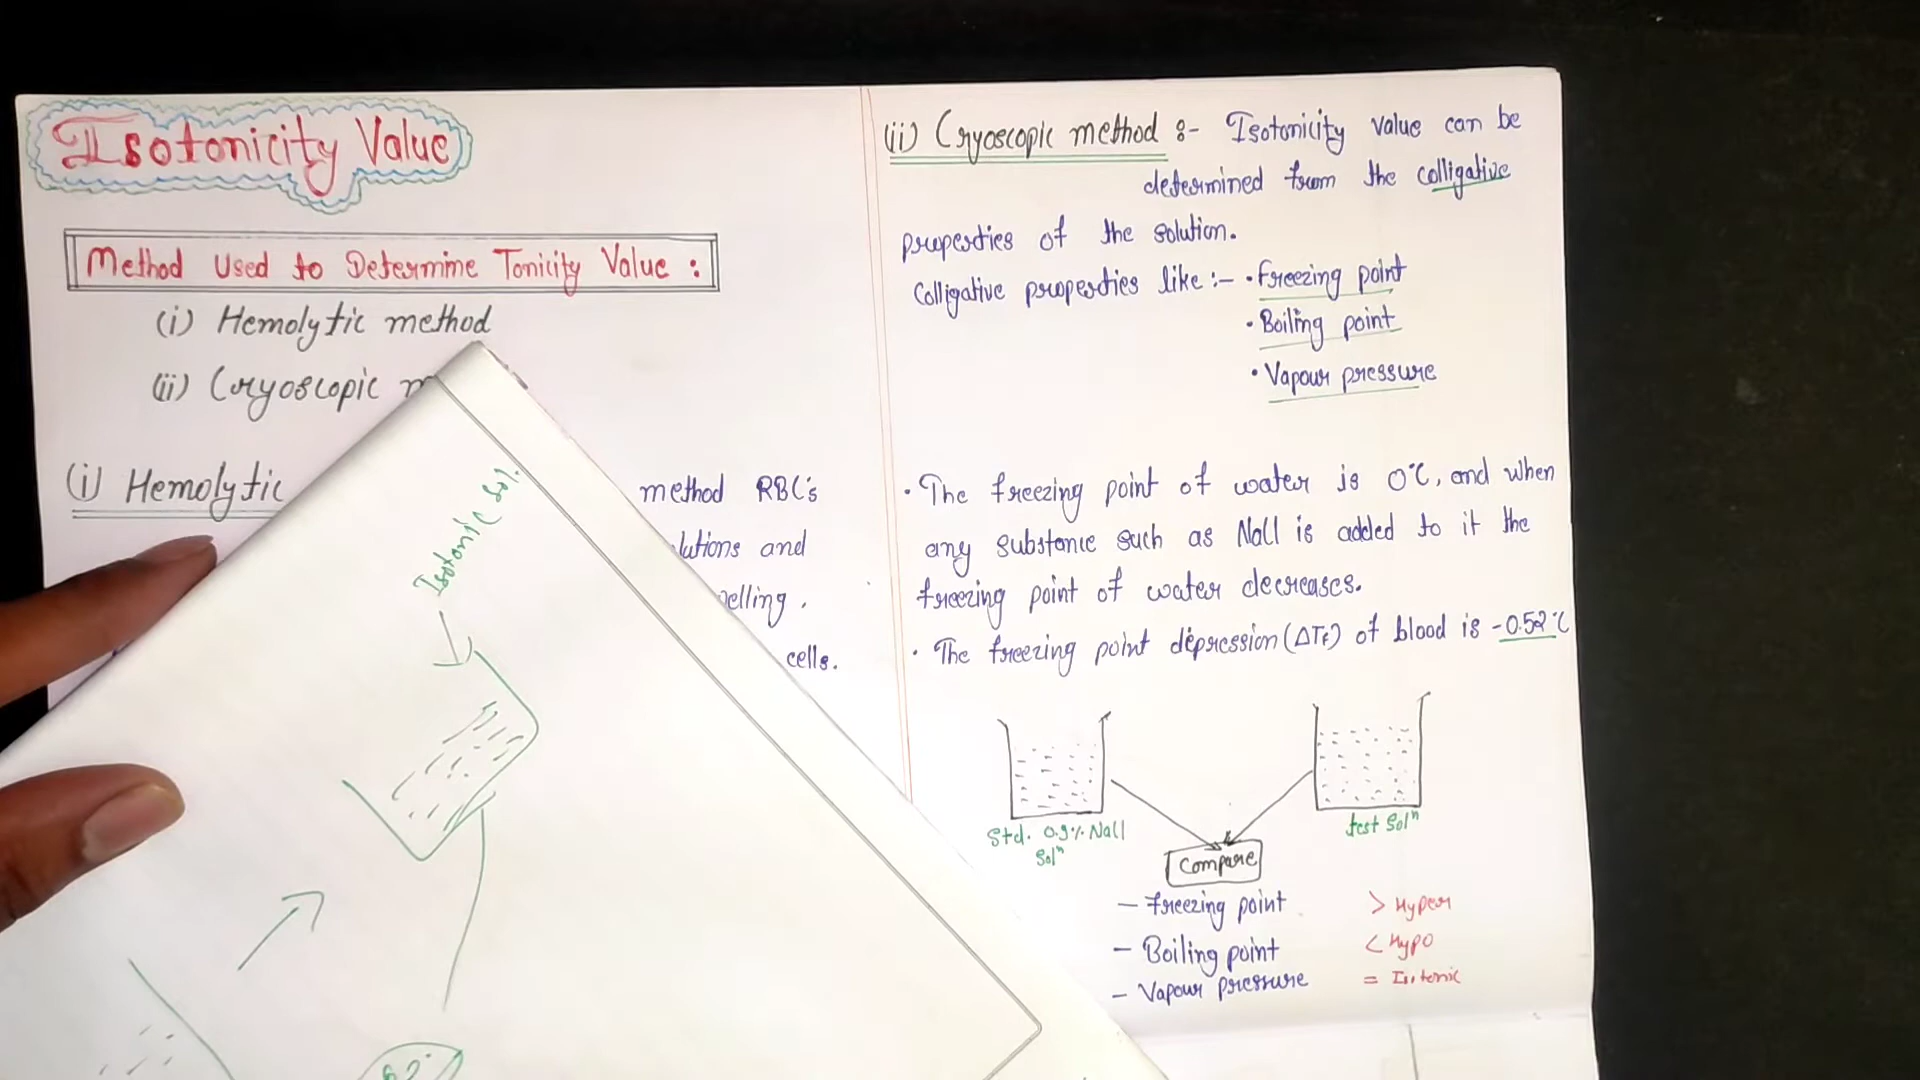 Isotonicity Value
Method Used to Determine Tonicity Value :
(i) Hemolytic method
(ii) Cryoscopic m
(i) Hemolytic
method RBC's
lutions and
elling.
cells.
Isotonic Sol.
(ii) Cryoscopic method :- Isotonicity value can be
determined from the colligative
properties of the solution.
Colligative properties like :- • Freezing point
• Boiling point
• Vapour pressure
• The freezing point of water is 0°C, and when
any substance such as NaCl is added to it the
freezing point of water decreases.
• The freezing point depression (ΔTf) of blood is -0.52°C
Std. 0.9% NaCl
Solⁿ
test Solⁿ
Compare
– Freezing point
– Boiling point
– Vapour pressure
> Hyper
< Hypo
= Isotonic